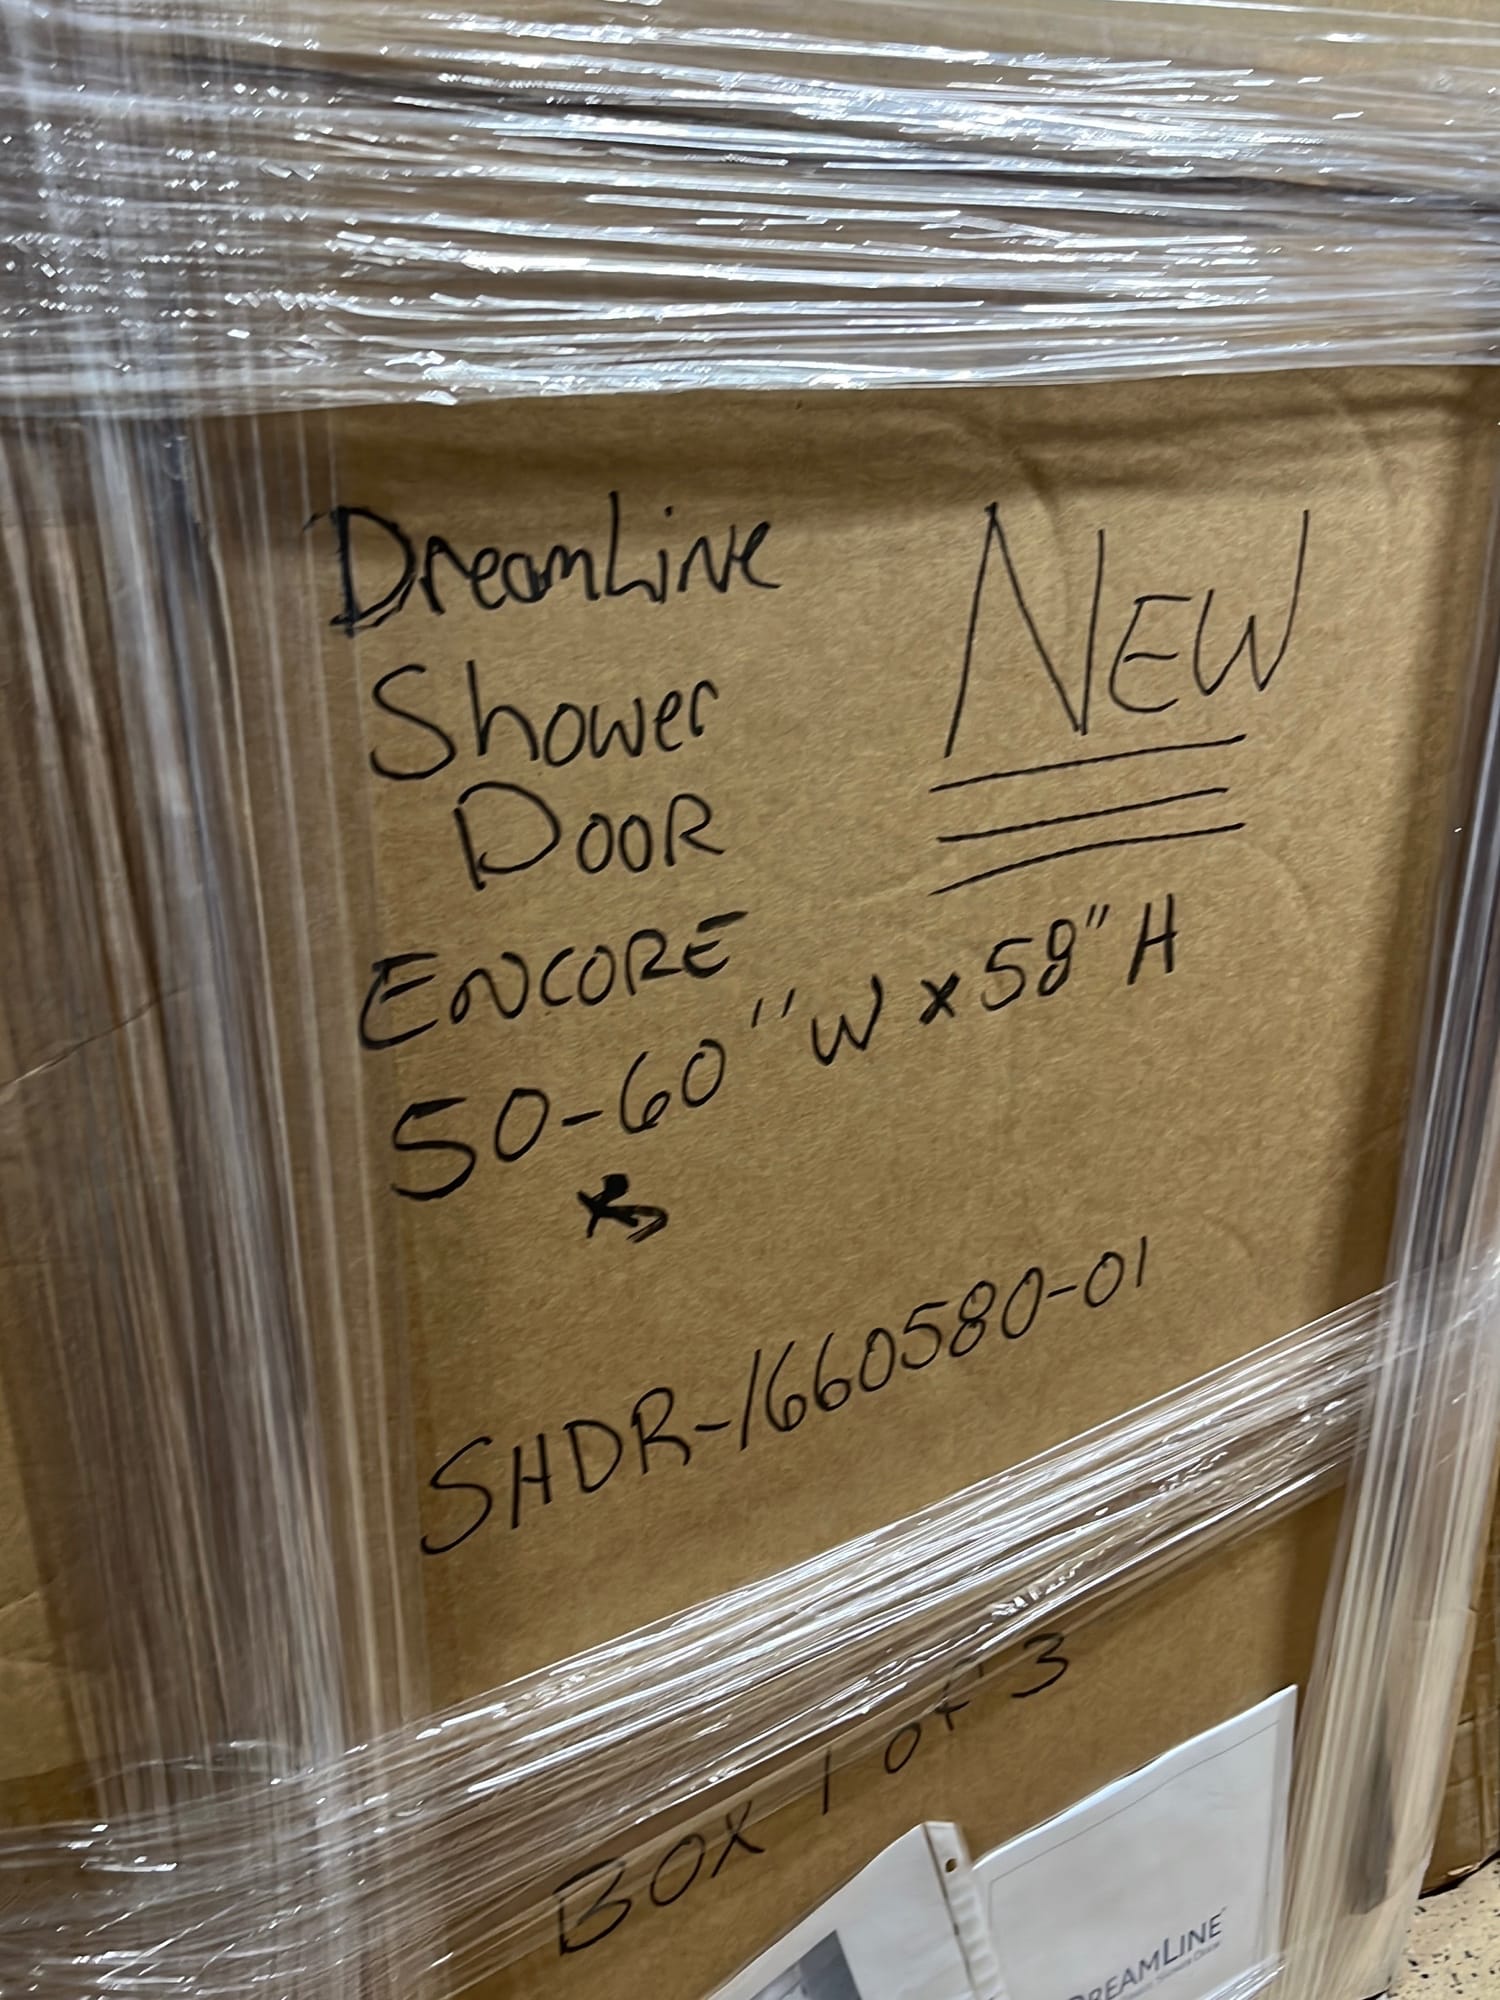 DreamLine
Shower
DOOR
NEW
ENCORE
50-60"W x 58"H
SHDR-1660580-01
BOX 1 of 3
DREAMLINE